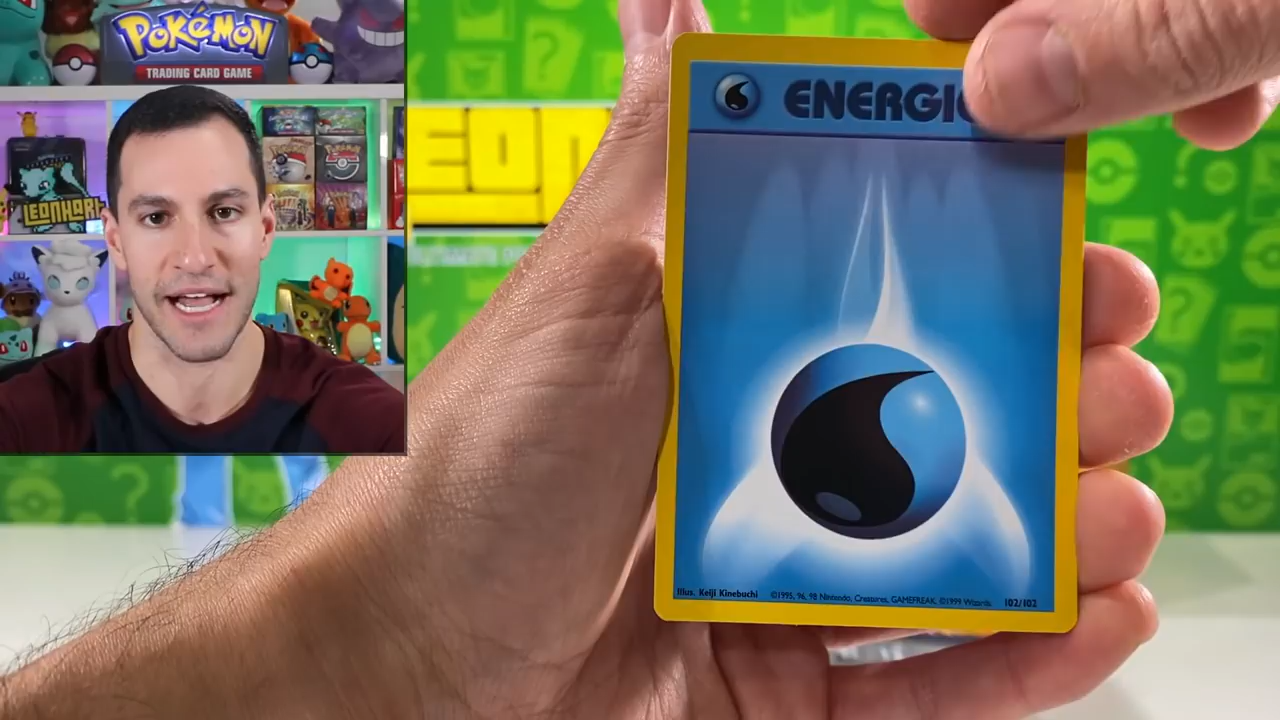 POKéMON
TRADING CARD GAME
LEONHART
ENERGI
Illus. Keiji Kinebuchi ©1995, 96, 98 Nintendo, Creatures, GAMEFREAK, ©1999 Wizards. 102/102